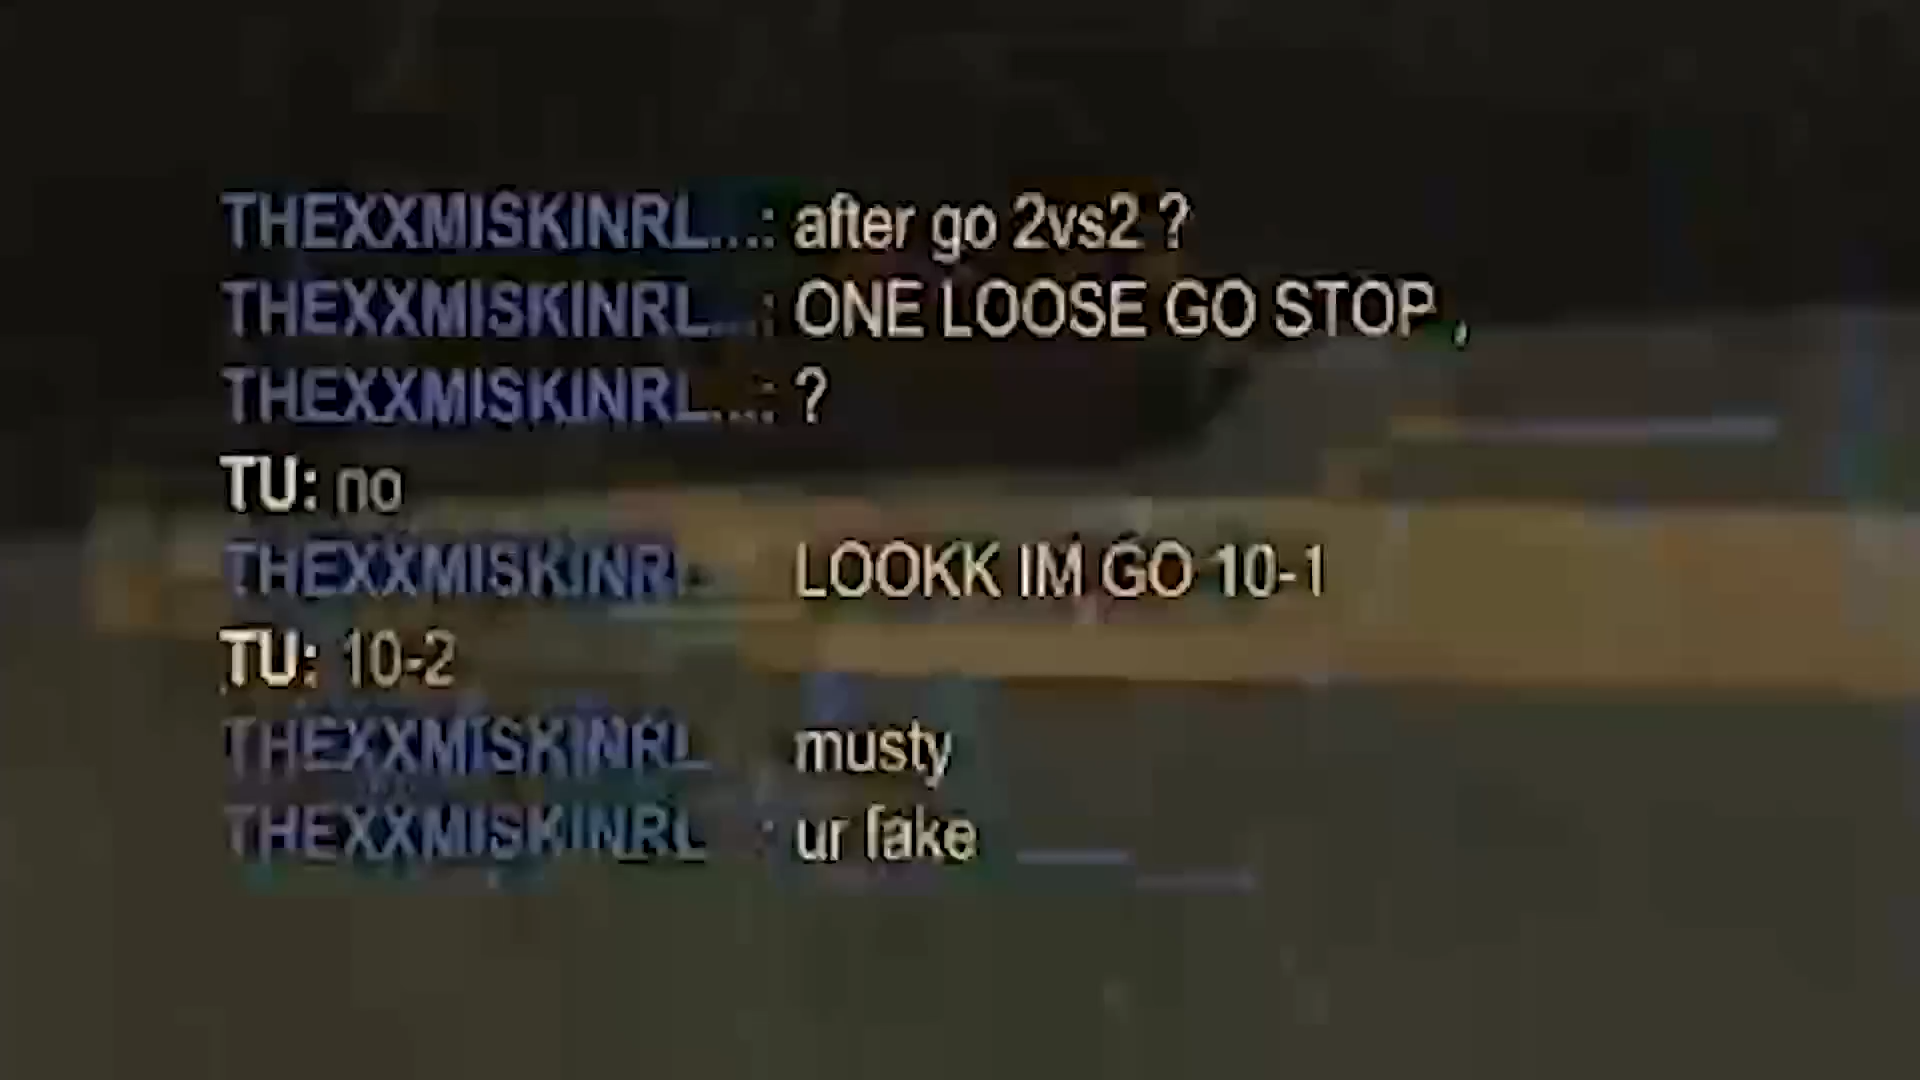 THEXXMISKINRL...: after go 2vs2 ?
THEXXMISKINRL...: ONE LOOSE GO STOP ,
THEXXMISKINRL...: ?
TU: no
THEXXMISKINRL LOOKK IM GO 10-1
TU: 10-2
THEXXMISKINRL musty
THEXXMISKINRL : ur fake